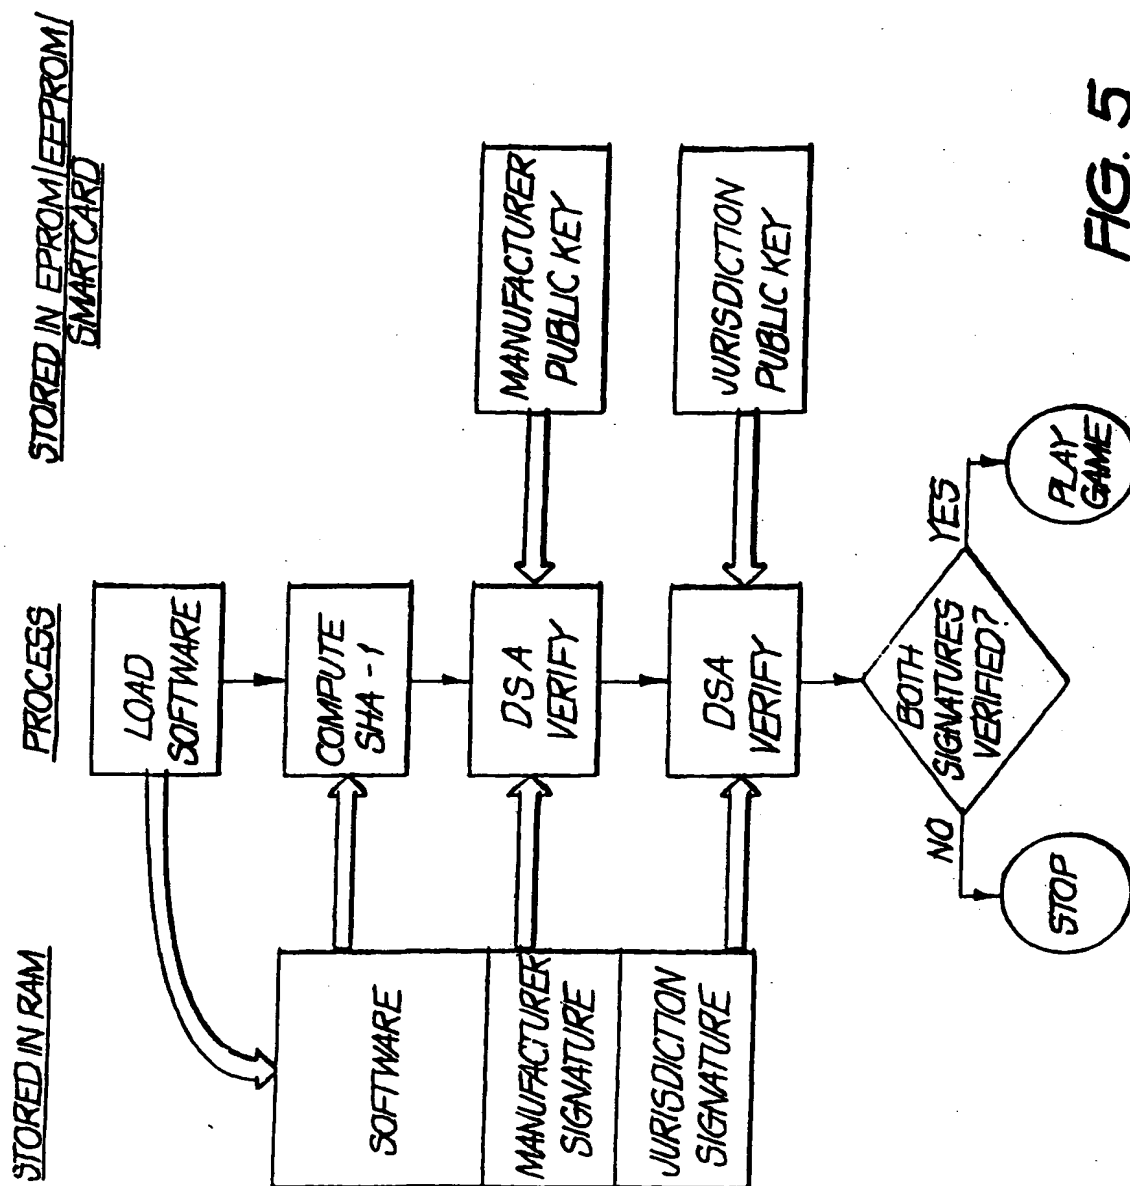 STORED IN RAM
PROCESS
STORED IN EPROM/EEPROM/
SMARTCARD
LOAD
SOFTWARE
SOFTWARE
COMPUTE
SHA-1
MANUFACTURER
SIGNATURE
DSA
VERIFY
MANUFACTURER
PUBLIC KEY
JURISDICTION
SIGNATURE
DSA
VERIFY
JURISDICTION
PUBLIC KEY
BOTH
SIGNATURES
VERIFIED?
NO
YES
STOP
PLAY
GAME
FIG. 5